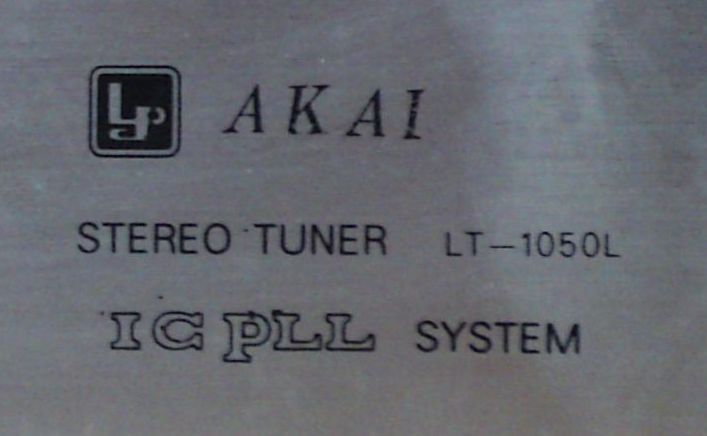 AKAI
STEREO TUNER LT-1050L
IC PLL SYSTEM